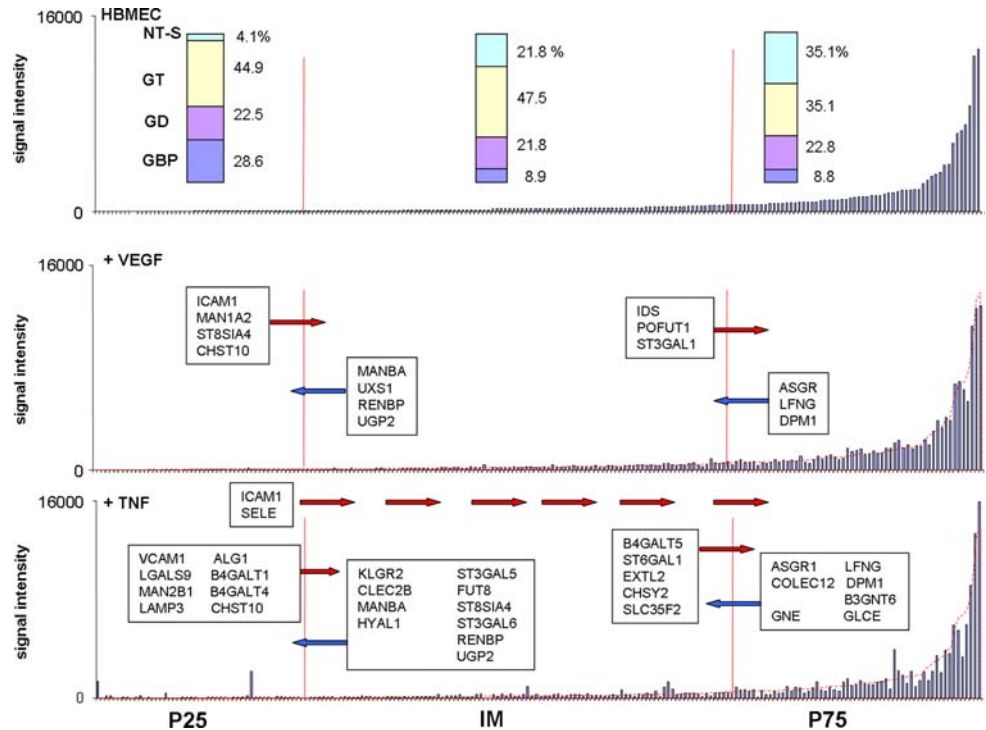 HBMEC
16000
signal intensity
0
NT-S
GT
GD
GBP
4.1%
44.9
22.5
28.6
21.8 %
47.5
21.8
8.9
35.1%
35.1
22.8
8.8
+ VEGF
16000
signal intensity
0
ICAM1
MAN1A2
ST8SIA4
CHST10
MANBA
UXS1
RENBP
UGP2
IDS
POFUT1
ST3GAL1
ASGR
LFNG
DPM1
+ TNF
16000
signal intensity
0
ICAM1
SELE
VCAM1 ALG1
LGALS9 B4GALT1
MAN2B1 B4GALT4
LAMP3 CHST10
KLGR2 ST3GAL5
CLEC2B FUT8
MANBA ST8SIA4
HYAL1 ST3GAL6
RENBP
UGP2
B4GALT5
ST6GAL1
EXTL2
CHSY2
SLC35F2
ASGR1 LFNG
COLEC12 DPM1
B3GNT6
GNE GLCE
P25
IM
P75